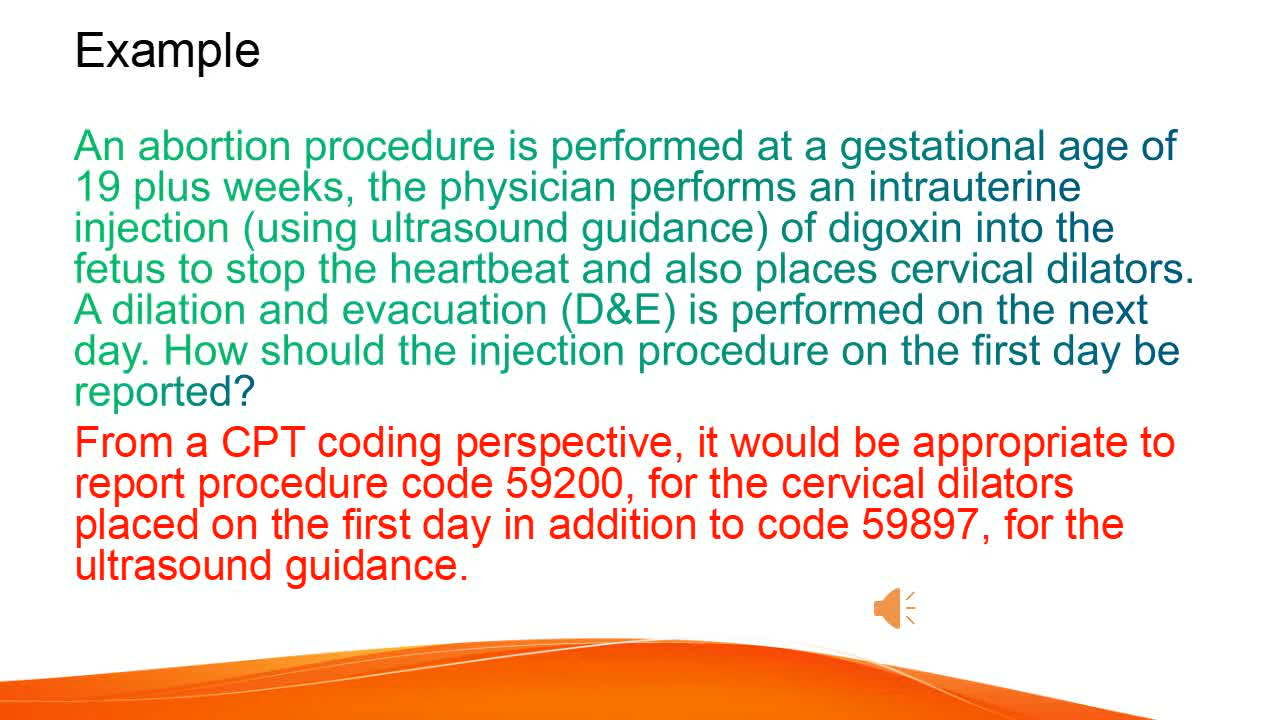 Example
An abortion procedure is performed at a gestational age of
19 plus weeks, the physician performs an intrauterine
injection (using ultrasound guidance) of digoxin into the
fetus to stop the heartbeat and also places cervical dilators.
A dilation and evacuation (D&E) is performed on the next
day. How should the injection procedure on the first day be
reported?
From a CPT coding perspective, it would be appropriate to
report procedure code 59200, for the cervical dilators
placed on the first day in addition to code 59897, for the
ultrasound guidance.